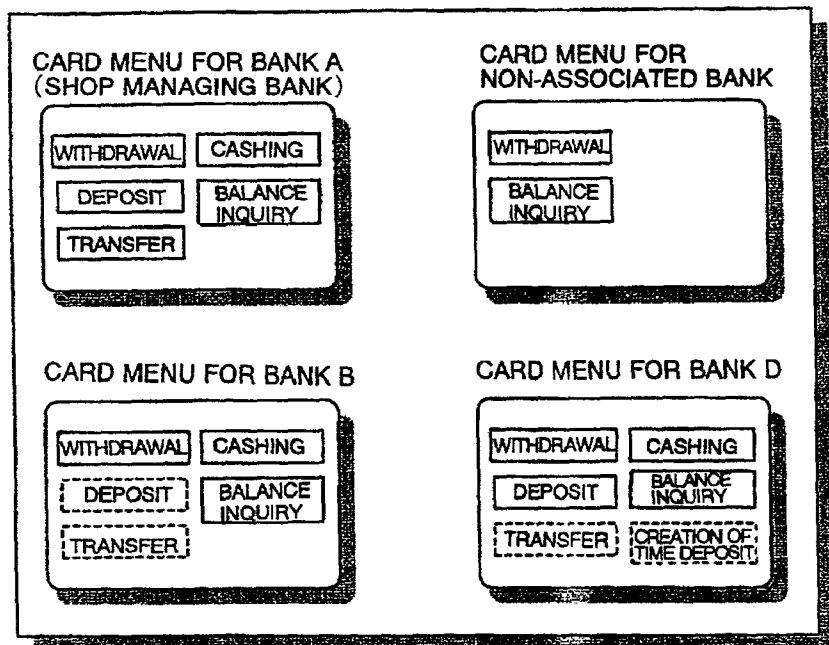 CARD MENU FOR BANK A
(SHOP MANAGING BANK)
WITHDRAWAL
CASHING
DEPOSIT
BALANCE
INQUIRY
TRANSFER
CARD MENU FOR
NON-ASSOCIATED BANK
WITHDRAWAL
BALANCE
INQUIRY
CARD MENU FOR BANK B
WITHDRAWAL
CASHING
DEPOSIT
BALANCE
INQUIRY
TRANSFER
CARD MENU FOR BANK D
WITHDRAWAL
CASHING
DEPOSIT
BALANCE
INQUIRY
TRANSFER
CREATION OF
TIME DEPOSIT